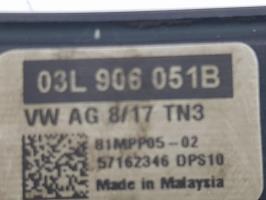 03L 906 051B
VW AG 8/17 TN3
81MPP05-02
57162346 DPS10
Made in Malaysia